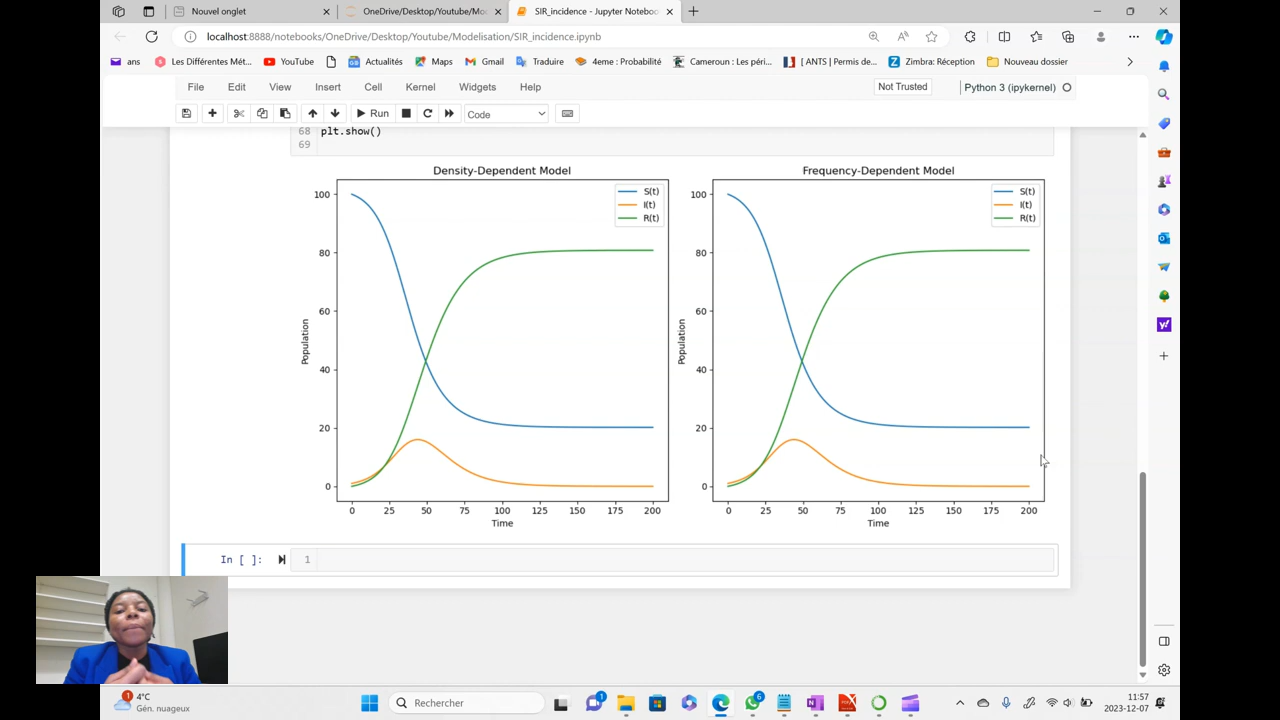 Nouvel onglet
OneDrive/Desktop/Youtube/Moc
SIR_incidence - Jupyter Noteboo
localhost:8888/notebooks/OneDrive/Desktop/Youtube/Modelisation/SIR_incidence.ipynb
ans
Les Différentes Mét...
YouTube
Actualités
Maps
Gmail
Traduire
4eme : Probabilité
Cameroun : Les péri...
[ ANTS ] Permis de...
Zimbra: Réception
Nouveau dossier
File Edit View Insert Cell Kernel Widgets Help
Not Trusted
Python 3 (ipykernel)
Run
Code
68 plt.show()
69
Density-Dependent Model
S(t)
I(t)
R(t)
100
80
60
40
20
0
Population
0 25 50 75 100 125 150 175 200
Time
Frequency-Dependent Model
S(t)
I(t)
R(t)
100
80
60
40
20
0
Population
0 25 50 75 100 125 150 175 200
Time
In [ ]:
1
1
4°C
Gén. nuageux
Rechercher
1
6
11:57
2023-12-07